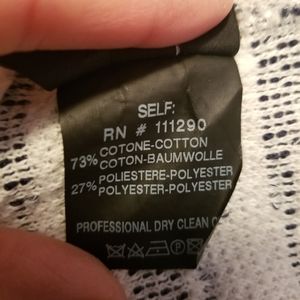 SELF:
RN # 111290
COTONE-COTTON
73% COTON-BAUMWOLLE
POLIESTERE-POLYESTER
27% POLYESTER-POLYESTER
PROFESSIONAL DRY CLEAN